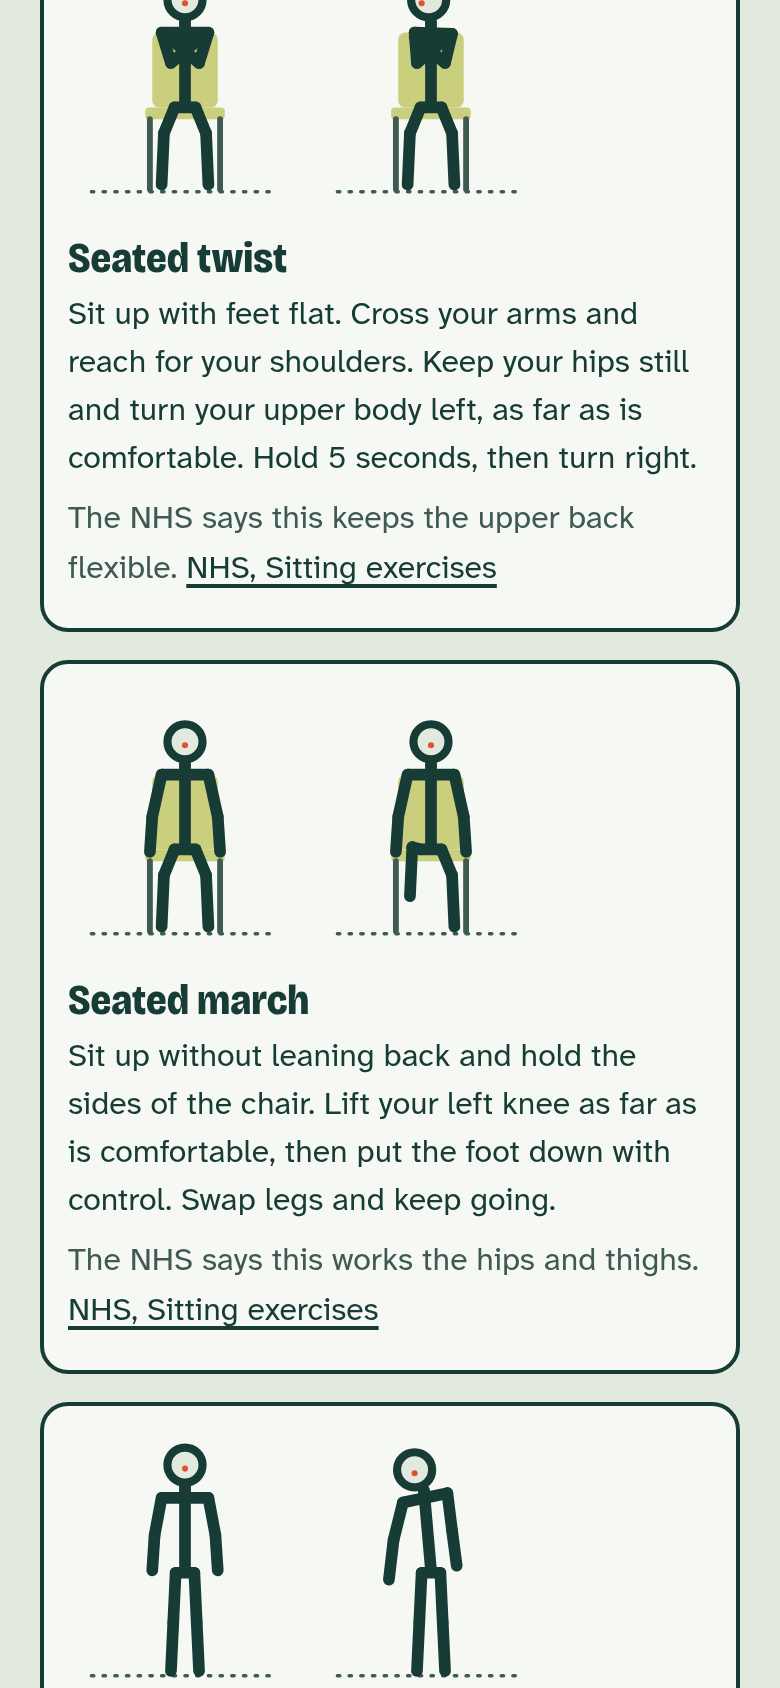 Seated twist
Sit up with feet flat. Cross your arms and
reach for your shoulders. Keep your hips still
and turn your upper body left, as far as is
comfortable. Hold 5 seconds, then turn right.
The NHS says this keeps the upper back
flexible. NHS, Sitting exercises
Seated march
Sit up without leaning back and hold the
sides of the chair. Lift your left knee as far as
is comfortable, then put the foot down with
control. Swap legs and keep going.
The NHS says this works the hips and thighs.
NHS, Sitting exercises